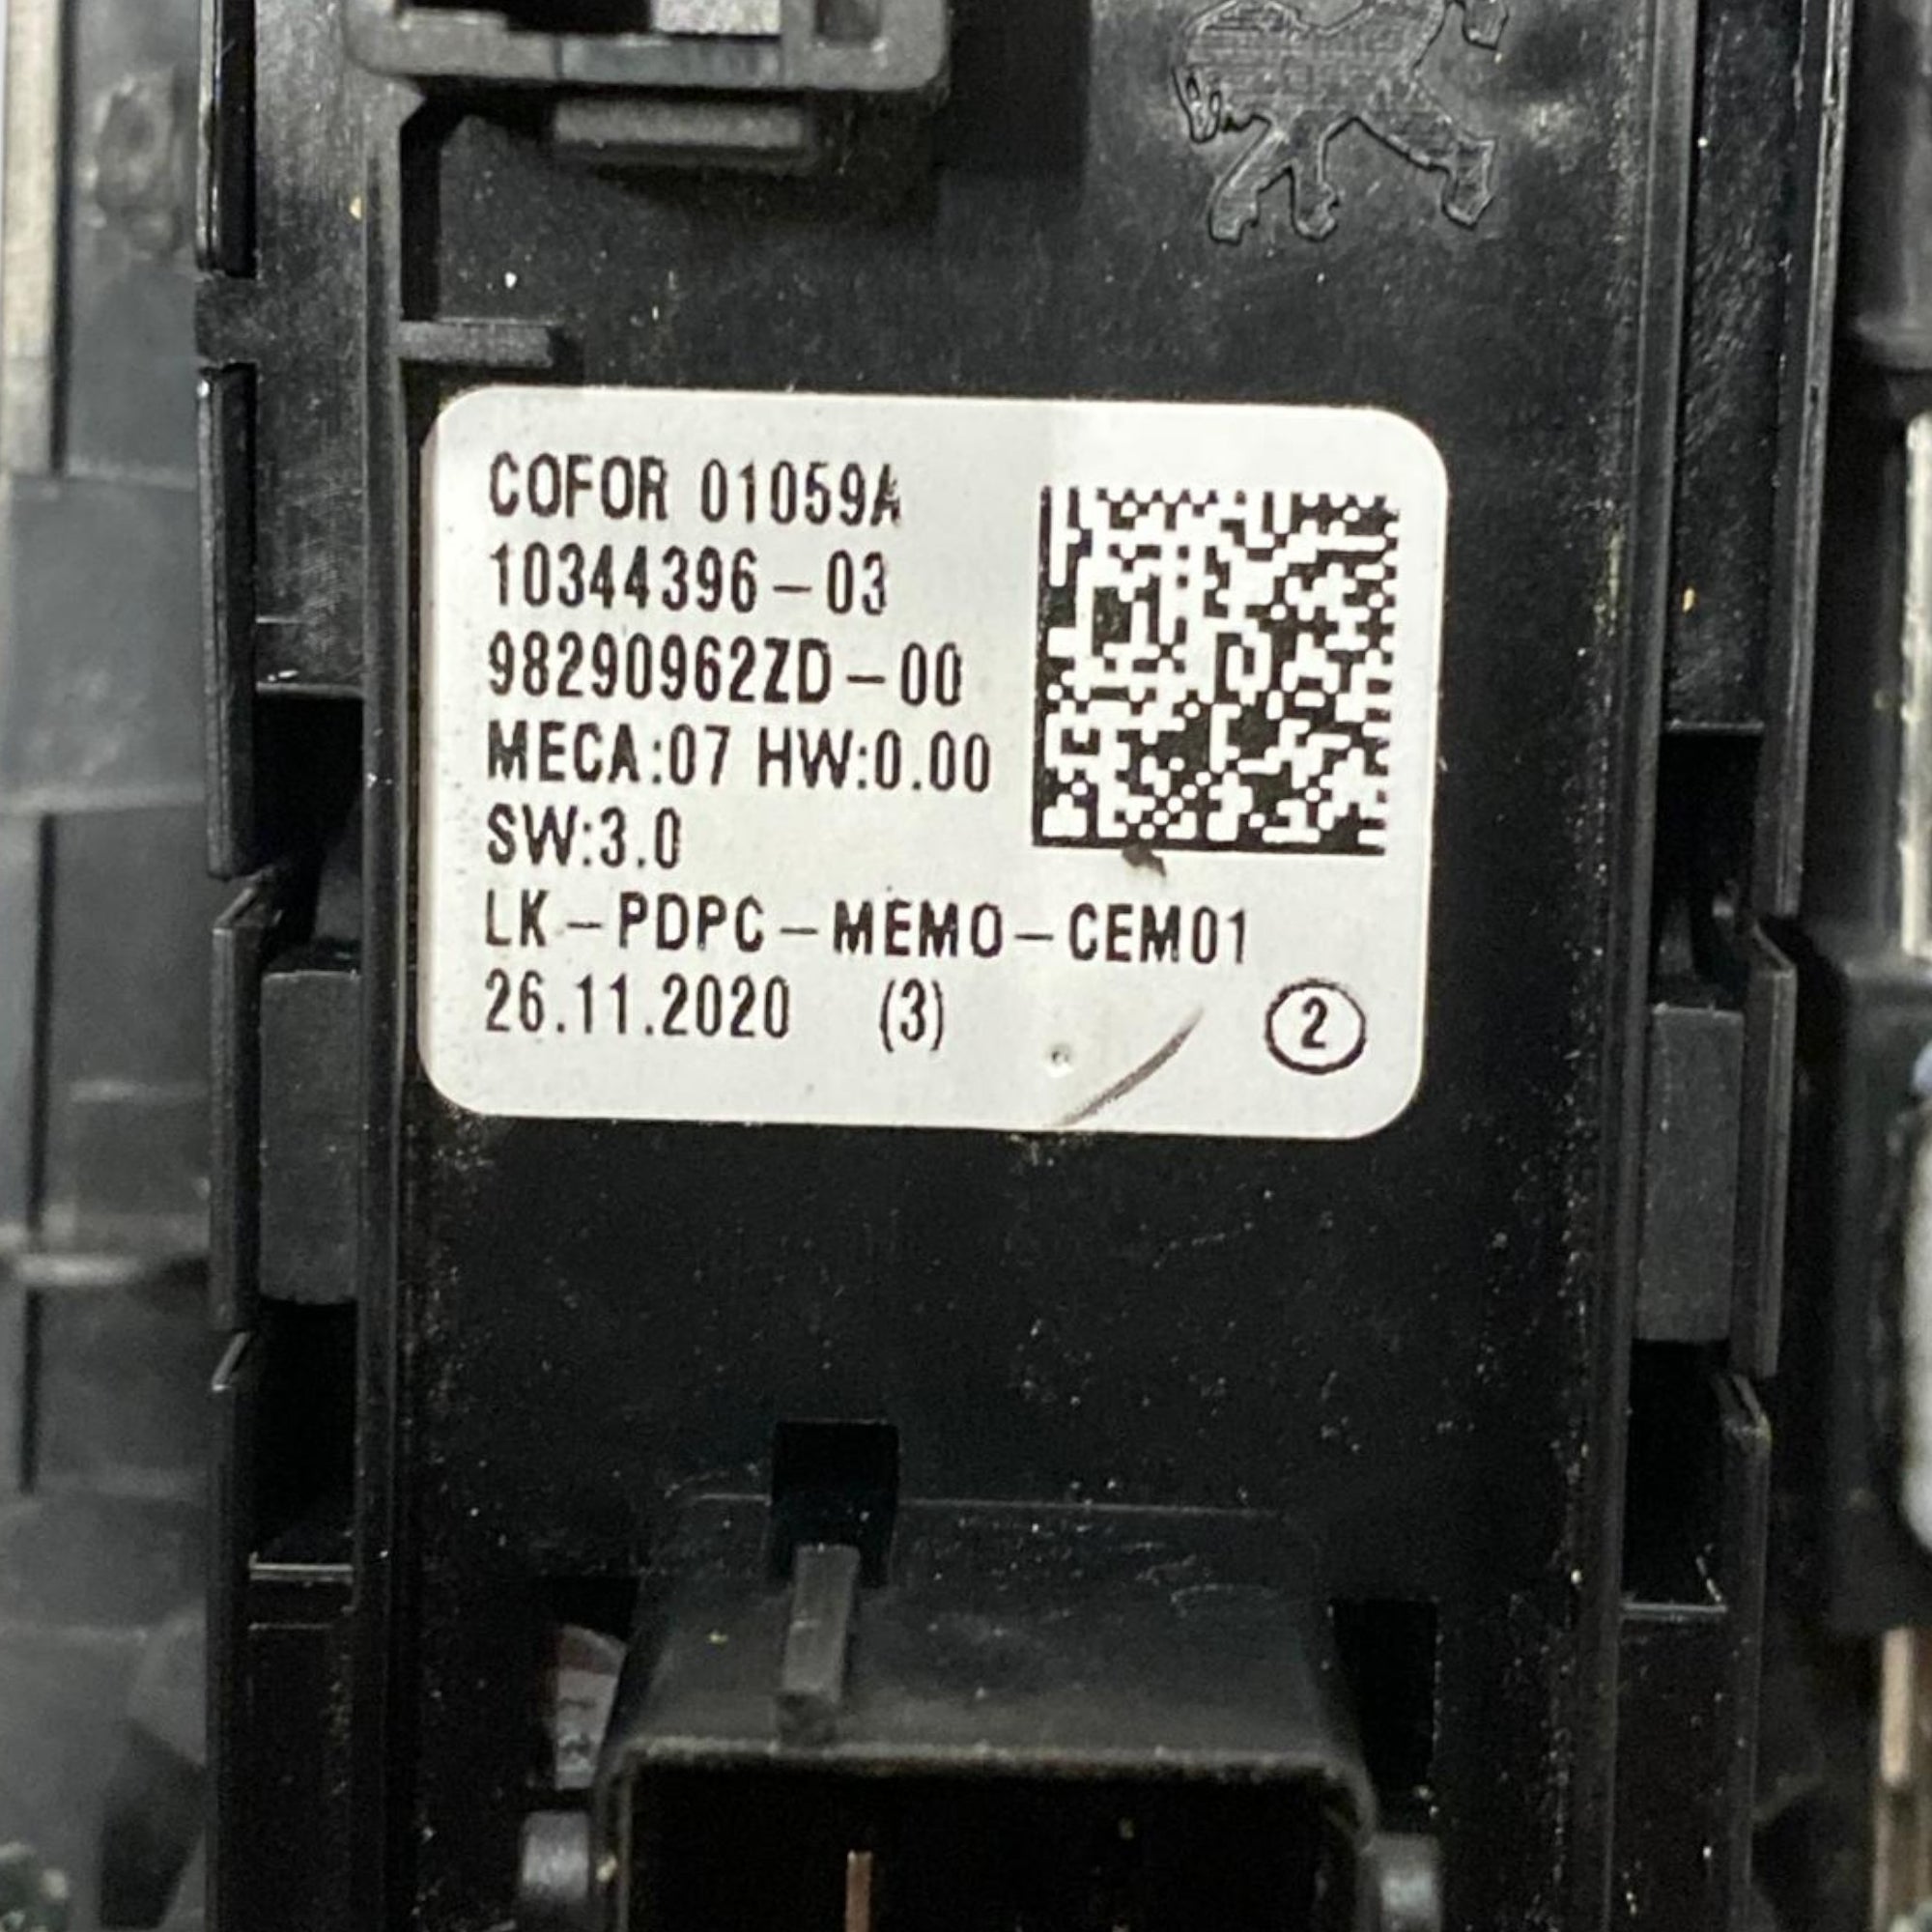 COFOR 01059A
10344396-03
98290962ZD-00
MECA:07 HW:0.00
SW:3.0
LK-PDPC-MEMO-CEM01
26.11.2020 (3) 2